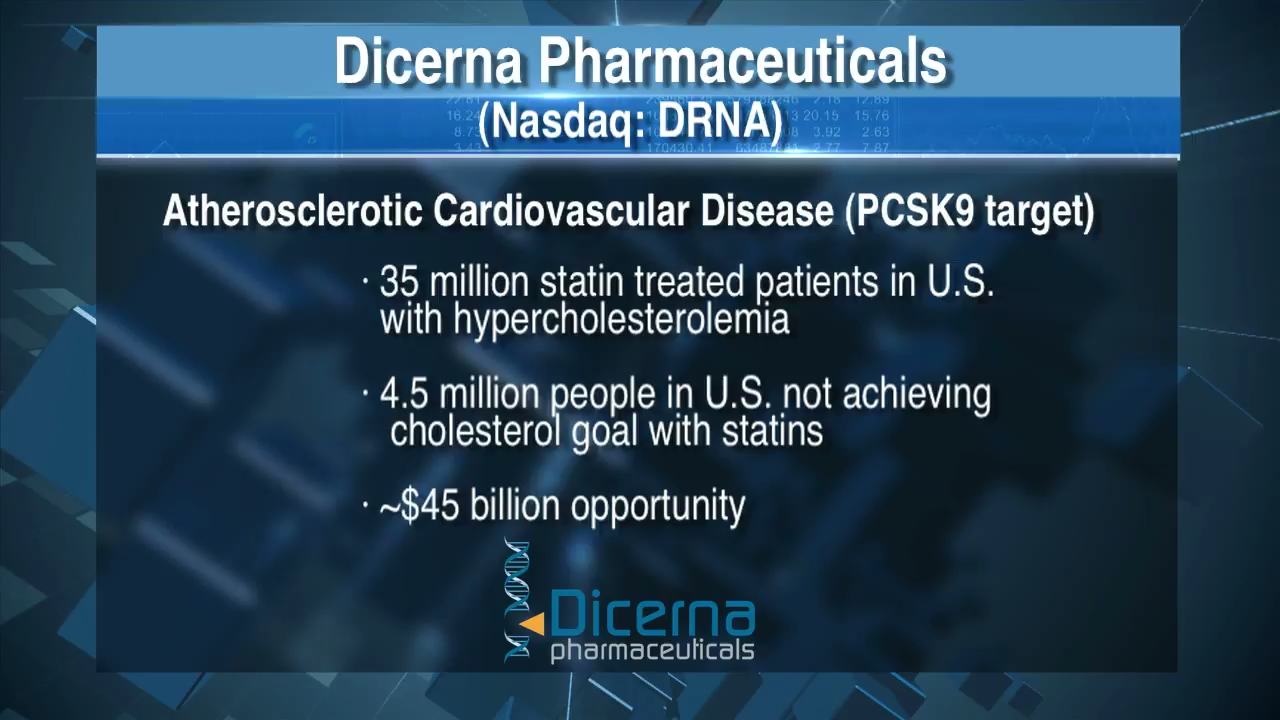 Dicerna Pharmaceuticals
(Nasdaq: DRNA)
Atherosclerotic Cardiovascular Disease (PCSK9 target)
· 35 million statin treated patients in U.S.
with hypercholesterolemia
· 4.5 million people in U.S. not achieving
cholesterol goal with statins
· ~$45 billion opportunity
Dicerna
pharmaceuticals